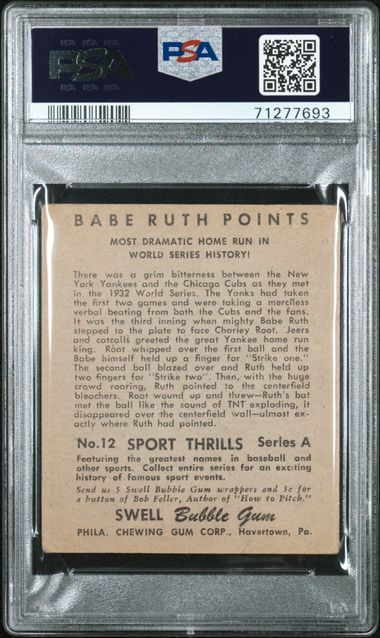 PSA
PSA
71277693
BABE RUTH POINTS
MOST DRAMATIC HOME RUN IN
WORLD SERIES HISTORY!
There was a grim bitterness between the New
York Yankees and the Chicago Cubs as they
met in the 1932 World Series. The Yanks had taken
the first two games and were taking a merciless
verbal beating from both the Cubs and the fans.
It was the third inning when mighty Babe Ruth
stepped to the plate to face Charley Root. Jeers
and catcalls greeted the great Yankee home run
king. Root whipped over the first ball and the
Babe himself held up a finger for "Strike one."
The second ball blazed over and Ruth held up
two fingers for "Strike two". Then, with the huge
crowd roaring, Ruth pointed to the centerfield
bleachers. Root wound up and threw—Ruth's bat
met the ball like the sound of TNT exploding, it
disappeared over the centerfield wall—almost ex-
actly where Ruth had pointed.
No.12 SPORT THRILLS Series A
Featuring the greatest names in baseball and
other sports. Collect entire series for an exciting
history of famous sport events.
Send us 5 Swell Bubble Gum wrappers and 5c for
a button of Bob Feller, Author of "How to Pitch."
SWELL Bubble Gum
PHILA. CHEWING GUM CORP., Havertown, Pa.